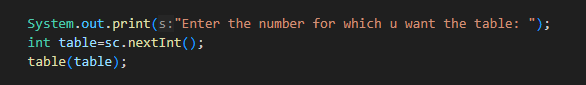 System.out.print(s:"Enter the number for which u want the table: ");
int table=sc.nextInt();
table(table);